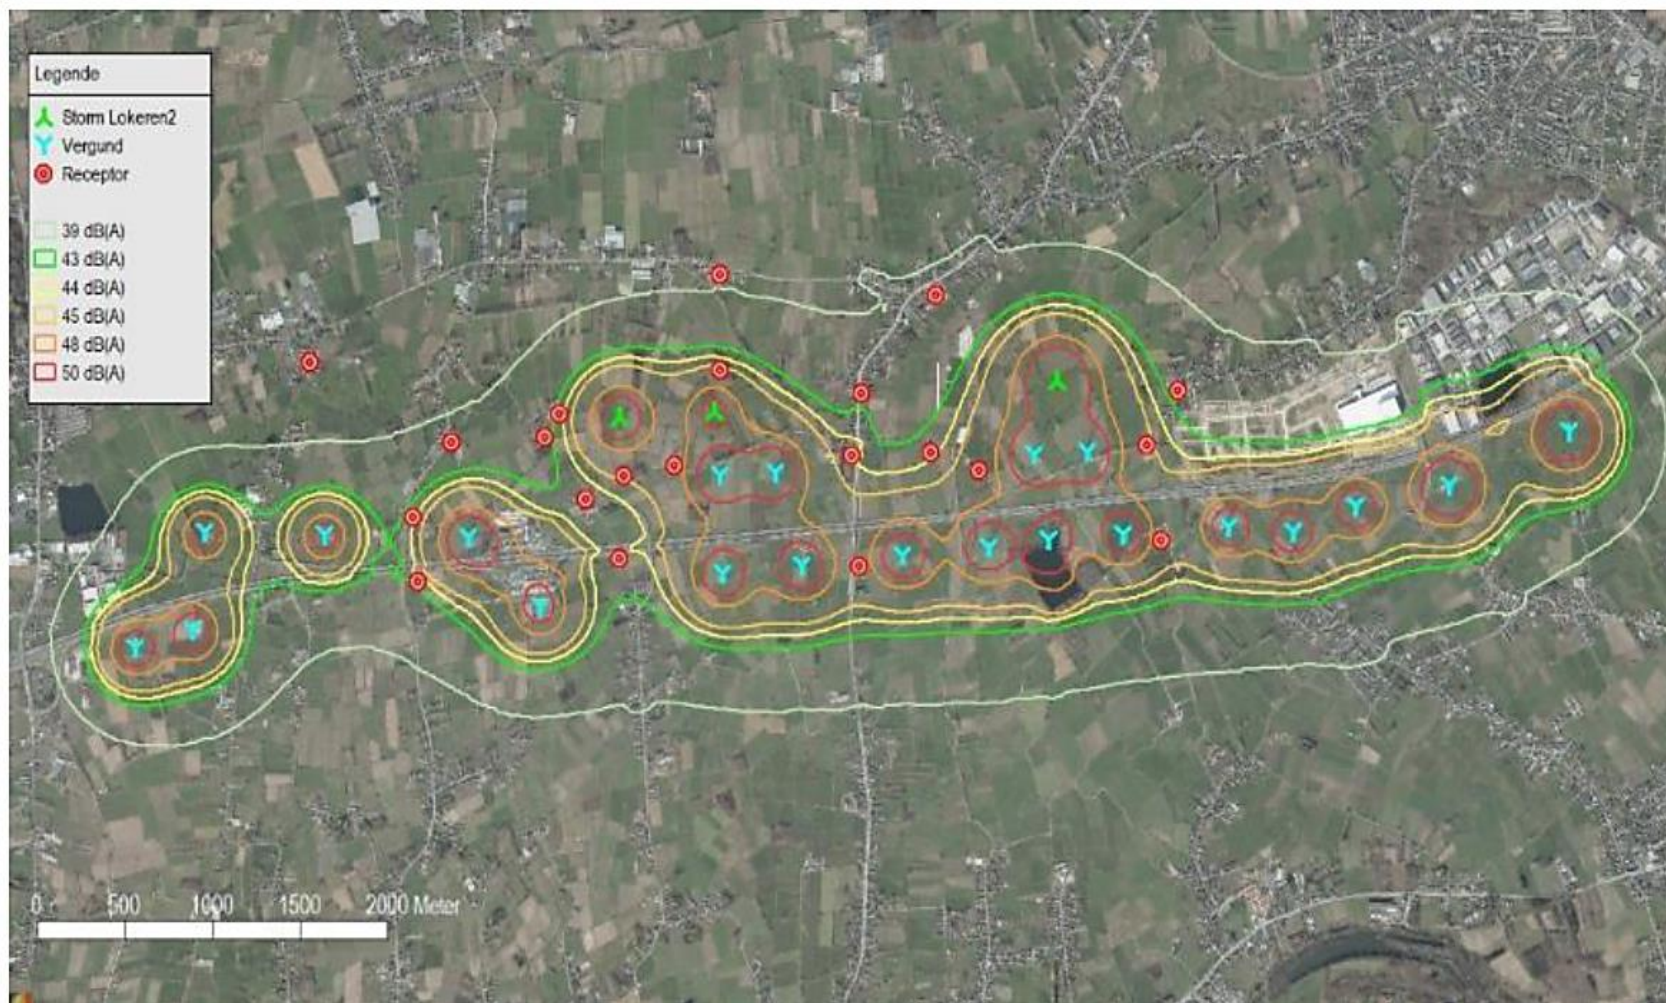 Legende
Storm Lokeren2
Vergund
Receptor
39 dB(A)
43 dB(A)
44 dB(A)
45 dB(A)
48 dB(A)
50 dB(A)
0 500 1000 1500 2000 Meter